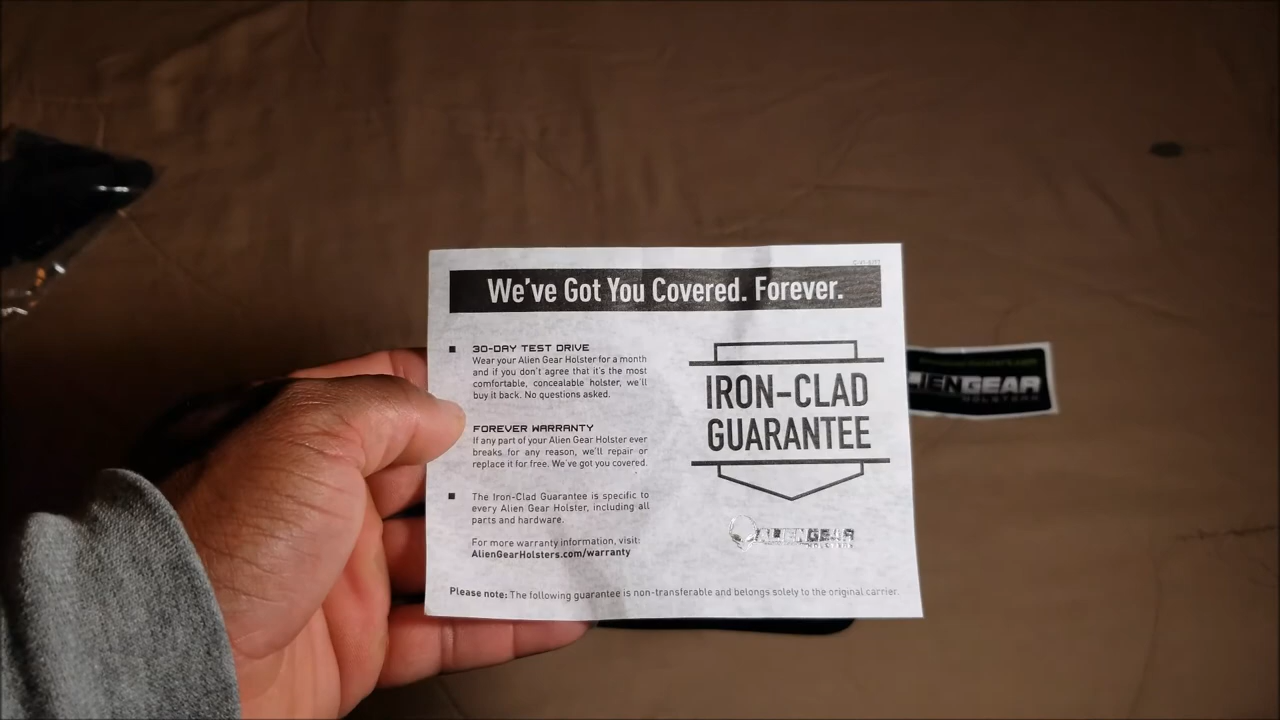 We've Got You Covered. Forever.
30-DAY TEST DRIVE
Wear your Alien Gear Holster for a month
and if you don't agree that it's the most
comfortable, concealable holster, we'll
buy it back. No questions asked.
FOREVER WARRANTY
If any part of your Alien Gear Holster ever
breaks for any reason, we'll repair or
replace it for free. We've got you covered.
The Iron-Clad Guarantee is specific to
every Alien Gear Holster, including all
parts and hardware.
For more warranty information, visit:
AlienGearHolsters.com/warranty
IRON-CLAD
GUARANTEE
ALIENGEAR
HOLSTERS
Please note: The following guarantee is non-transferable and belongs solely to the original carrier.
LIENGEAR
HOLSTERS